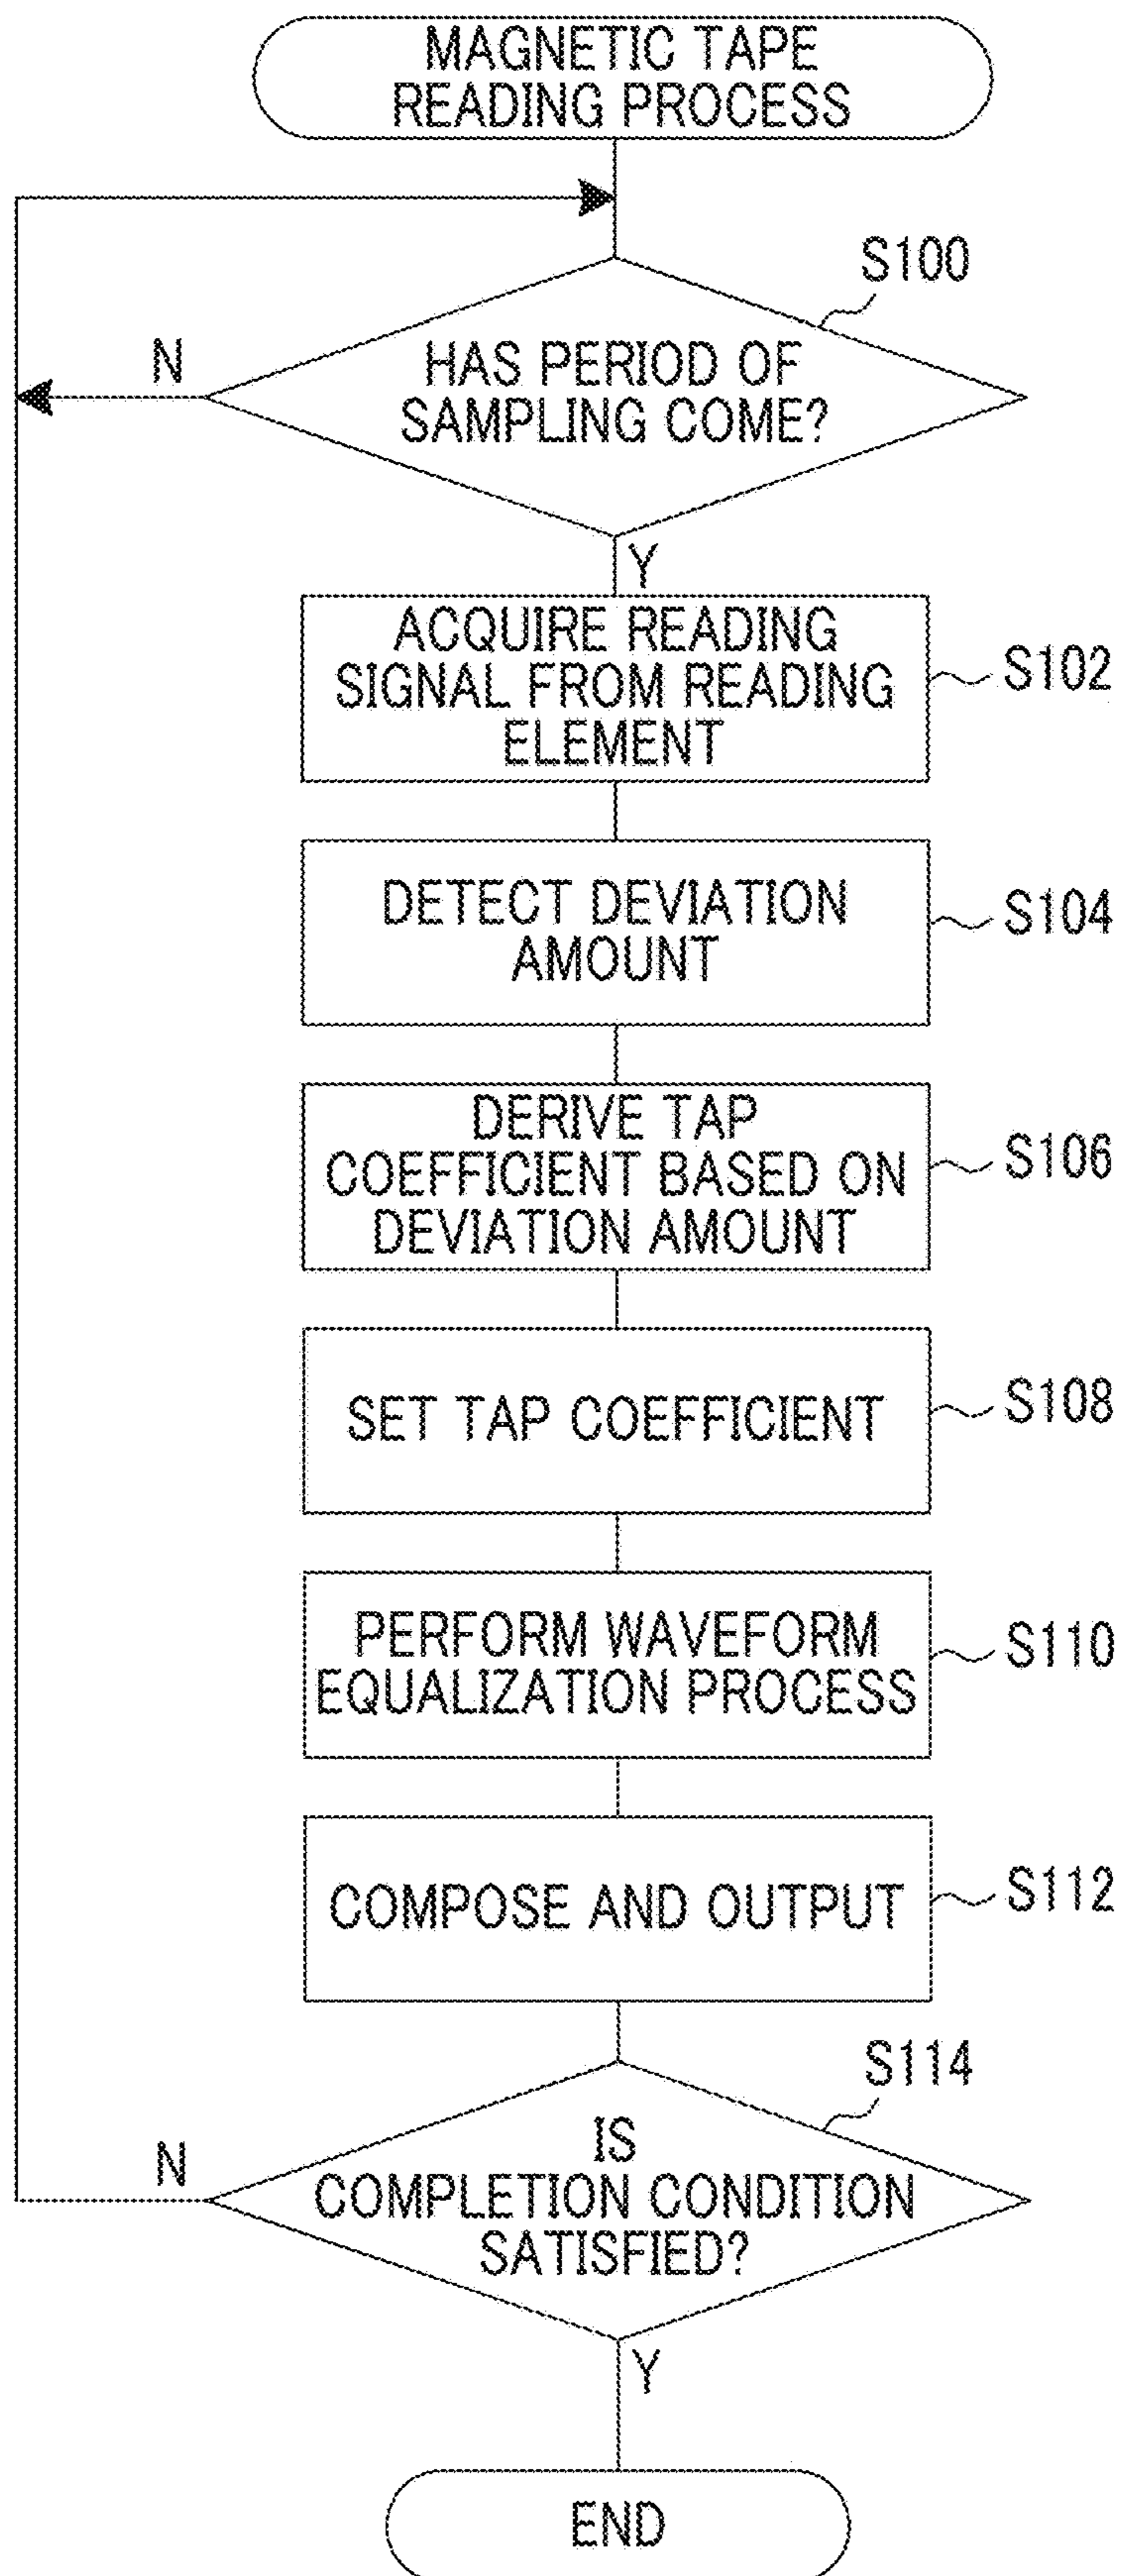 MAGNETIC TAPE
READING PROCESS
S100
HAS PERIOD OF
SAMPLING COME?
N
Y
ACQUIRE READING
SIGNAL FROM READING
ELEMENT
S102
DETECT DEVIATION
AMOUNT
S104
DERIVE TAP
COEFFICIENT BASED ON
DEVIATION AMOUNT
S106
SET TAP COEFFICIENT
S108
PERFORM WAVEFORM
EQUALIZATION PROCESS
S110
COMPOSE AND OUTPUT
S112
S114
IS
COMPLETION CONDITION
SATISFIED?
N
Y
END